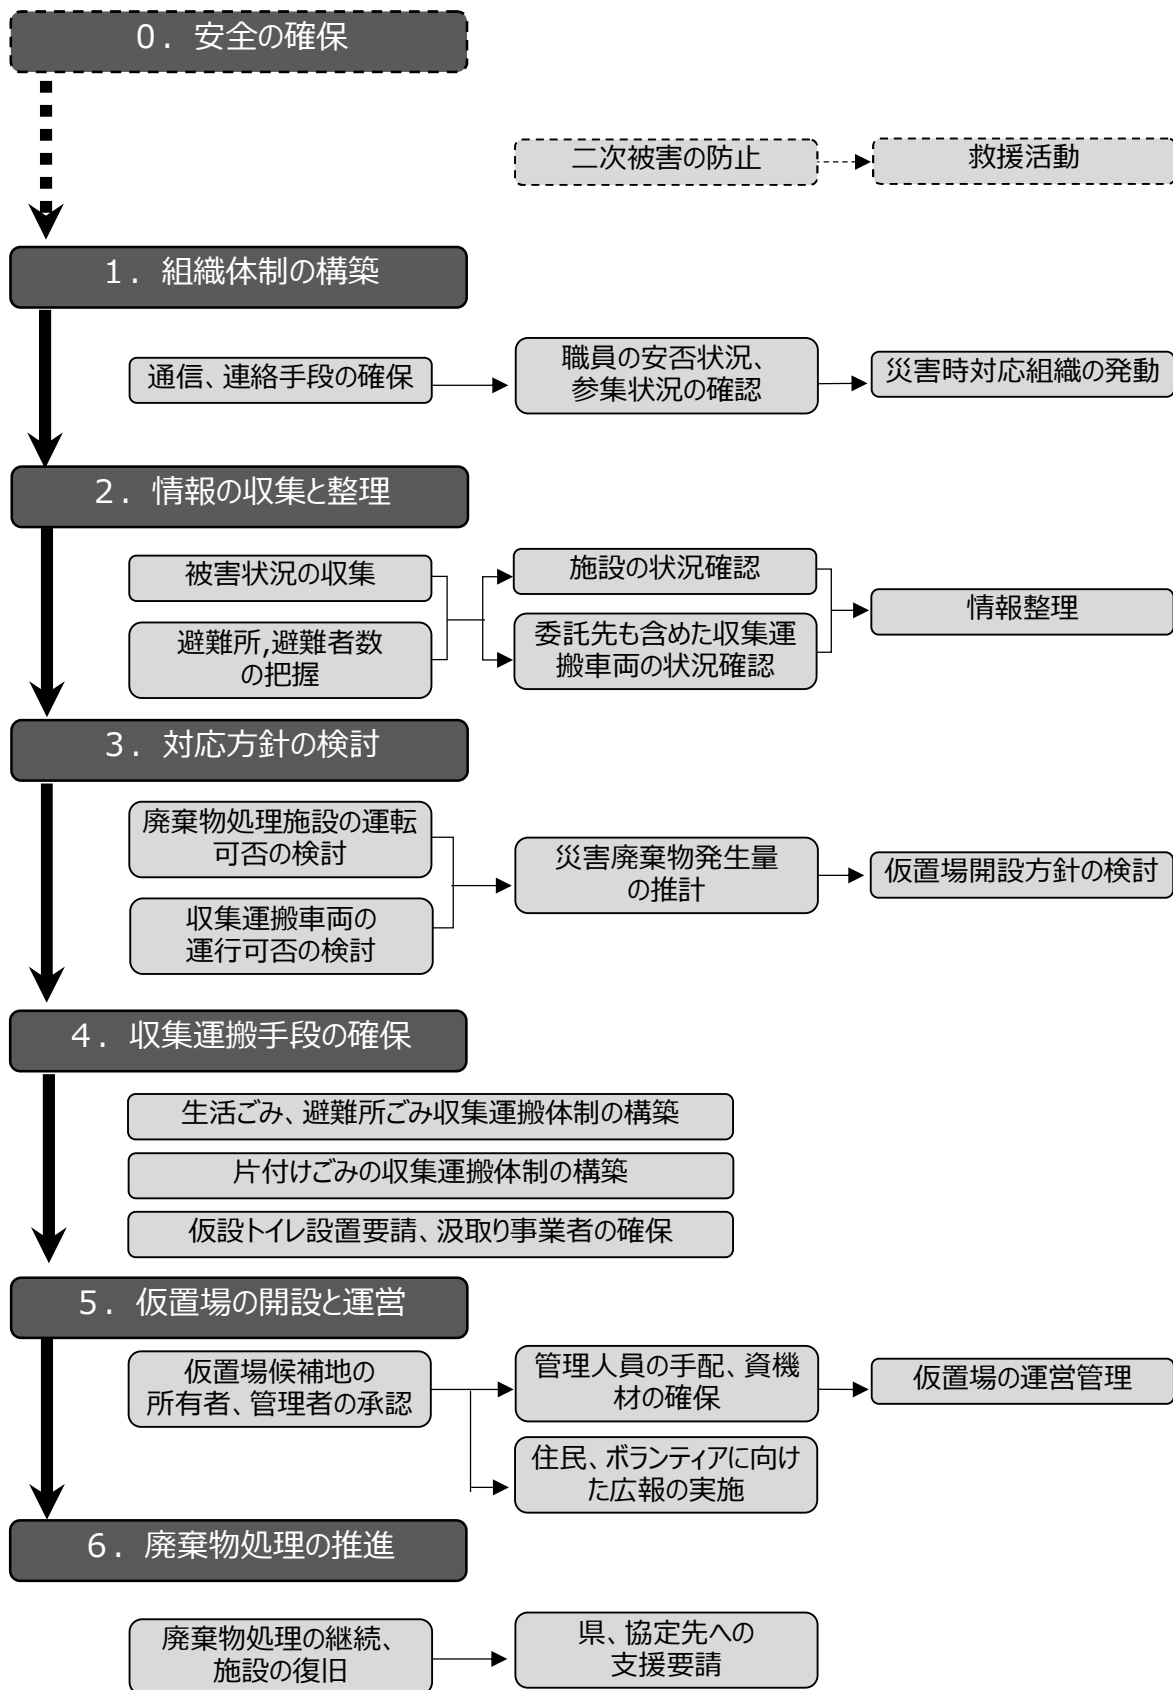 ０．安全の確保
二次被害の防止
救援活動
１．組織体制の構築
通信、連絡手段の確保
職員の安否状況、
参集状況の確認
災害時対応組織の発動
２．情報の収集と整理
被害状況の収集
避難所,避難者数
の把握
施設の状況確認
委託先も含めた収集運
搬車両の状況確認
情報整理
３．対応方針の検討
廃棄物処理施設の運転
可否の検討
収集運搬車両の
運行可否の検討
災害廃棄物発生量
の推計
仮置場開設方針の検討
４．収集運搬手段の確保
生活ごみ、避難所ごみ収集運搬体制の構築
片付けごみの収集運搬体制の構築
仮設トイレ設置要請、汲取り事業者の確保
５．仮置場の開設と運営
仮置場候補地の
所有者、管理者の承認
管理人員の手配、資機
材の確保
仮置場の運営管理
住民、ボランティアに向け
た広報の実施
６．廃棄物処理の推進
廃棄物処理の継続、
施設の復旧
県、協定先への
支援要請